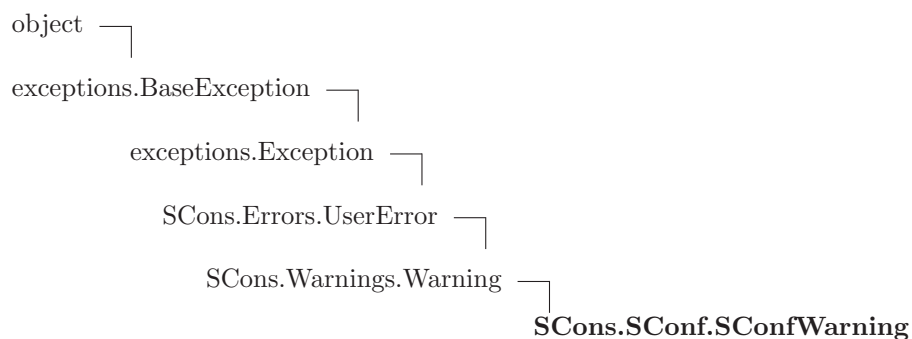 object
exceptions.BaseException
exceptions.Exception
SCons.Errors.UserError
SCons.Warnings.Warning
SCons.SConf.SConfWarning